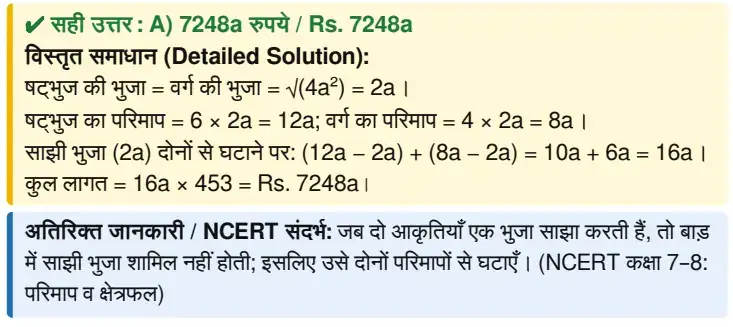 ✔ सही उत्तर : A) 7248a रुपये / Rs. 7248a
विस्तृत समाधान (Detailed Solution):
षट्भुज की भुजा = वर्ग की भुजा = √(4a²) = 2a ।
षट्भुज का परिमाप = 6 × 2a = 12a; वर्ग का परिमाप = 4 × 2a = 8a ।
साझी भुजा (2a) दोनों से घटाने पर: (12a − 2a) + (8a − 2a) = 10a + 6a = 16a ।
कुल लागत = 16a × 453 = Rs. 7248a।
अतिरिक्त जानकारी / NCERT संदर्भ: जब दो आकृतियाँ एक भुजा साझा करती हैं, तो बाड़
में साझी भुजा शामिल नहीं होती; इसलिए उसे दोनों परिमापों से घटाएँ । (NCERT कक्षा 7–8:
परिमाप व क्षेत्रफल)